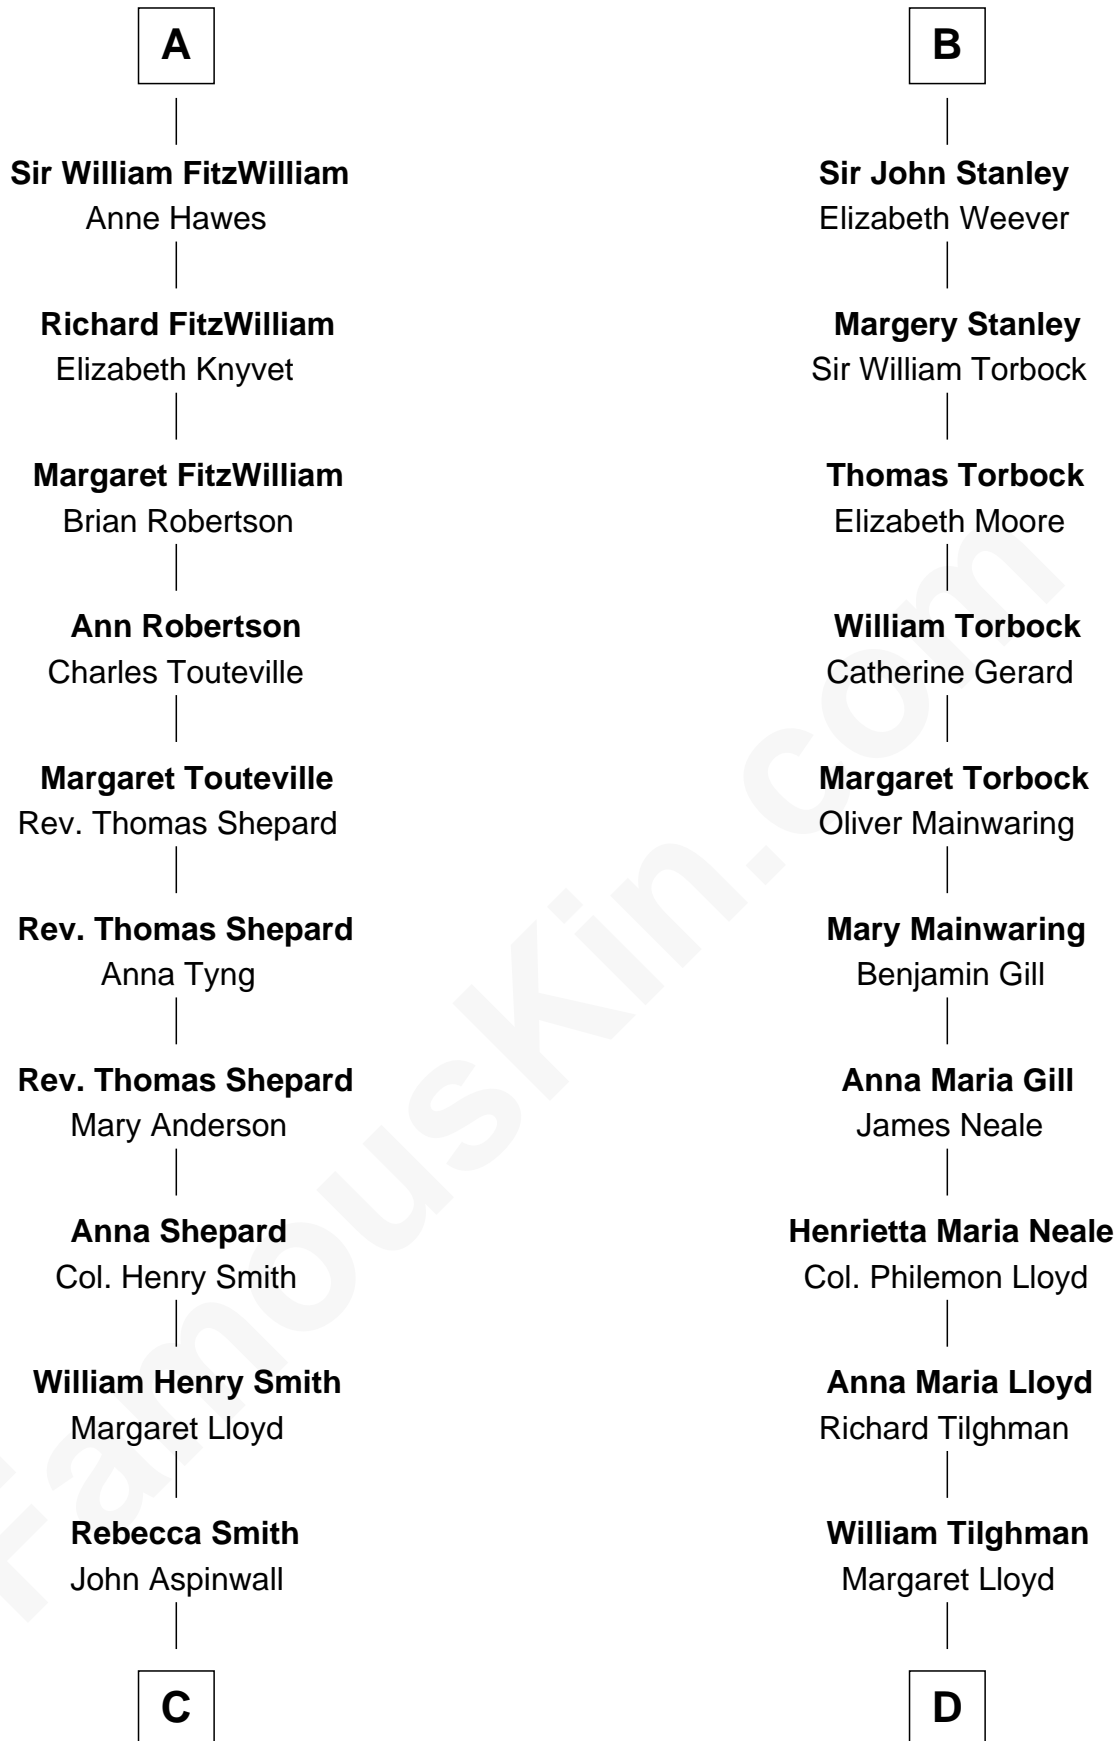 A
Sir William FitzWilliam
Anne Hawes
Richard FitzWilliam
Elizabeth Knyvet
Margaret FitzWilliam
Brian Robertson
Ann Robertson
Charles Touteville
Margaret Touteville
Rev. Thomas Shepard
Rev. Thomas Shepard
Anna Tyng
Rev. Thomas Shepard
Mary Anderson
Anna Shepard
Col. Henry Smith
William Henry Smith
Margaret Lloyd
Rebecca Smith
John Aspinwall
C
B
Sir John Stanley
Elizabeth Weever
Margery Stanley
Sir William Torbock
Thomas Torbock
Elizabeth Moore
William Torbock
Catherine Gerard
Margaret Torbock
Oliver Mainwaring
Mary Mainwaring
Benjamin Gill
Anna Maria Gill
James Neale
Henrietta Maria Neale
Col. Philemon Lloyd
Anna Maria Lloyd
Richard Tilghman
William Tilghman
Margaret Lloyd
D
FamousKin.com